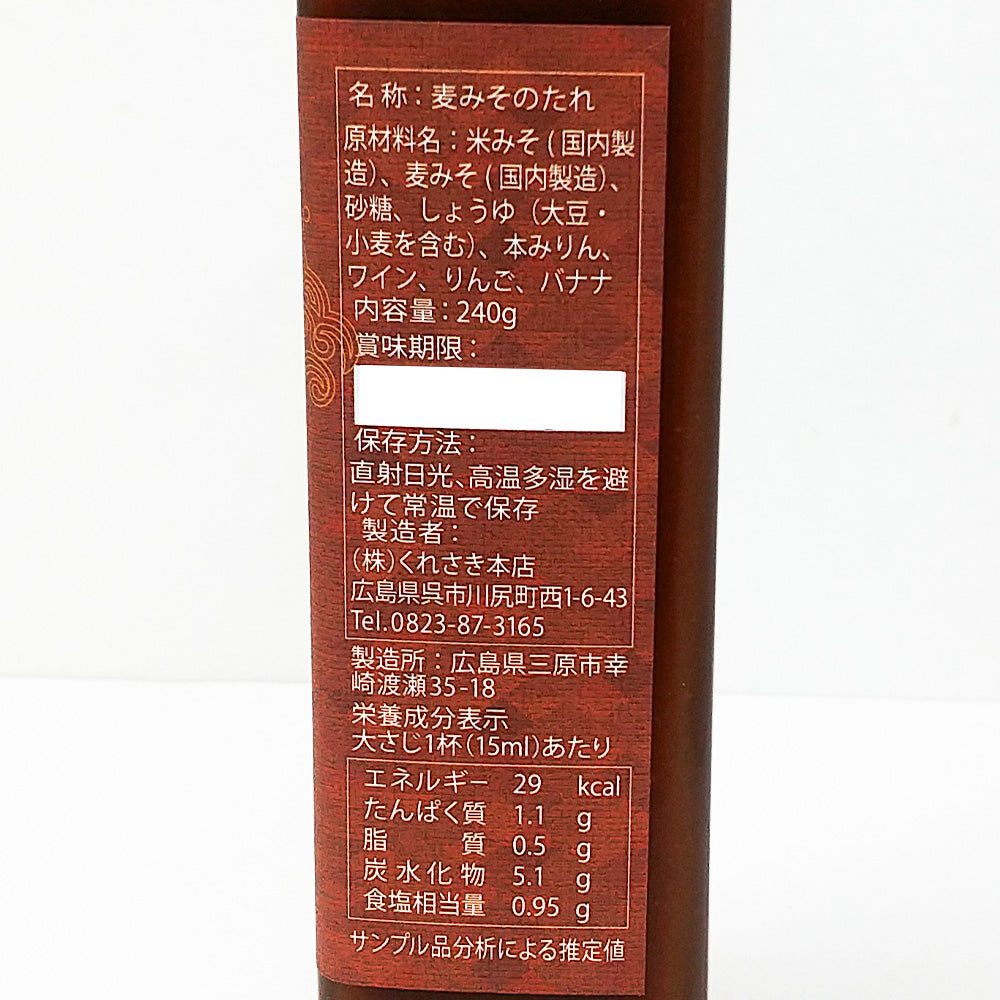 名称：麦みそのたれ
原材料名：米みそ（国内製
造）、麦みそ（国内製造）、
砂糖、しょうゆ（大豆・
小麦を含む）、本みりん、
ワイン、りんご、バナナ
内容量：240g
賞味期限：
保存方法：
直射日光、高温多湿を避
けて常温で保存
製造者：
（株）くれさき本店
広島県呉市川尻町西1-6-43
Tel.0823-87-3165
製造所：広島県三原市幸
崎渡瀬35-18
栄養成分表示
大さじ1杯（15ml）あたり
エネルギー 29 kcal
たんぱく質 1.1 g
脂質 0.5 g
炭水化物 5.1 g
食塩相当量 0.95 g
サンプル品分析による推定値